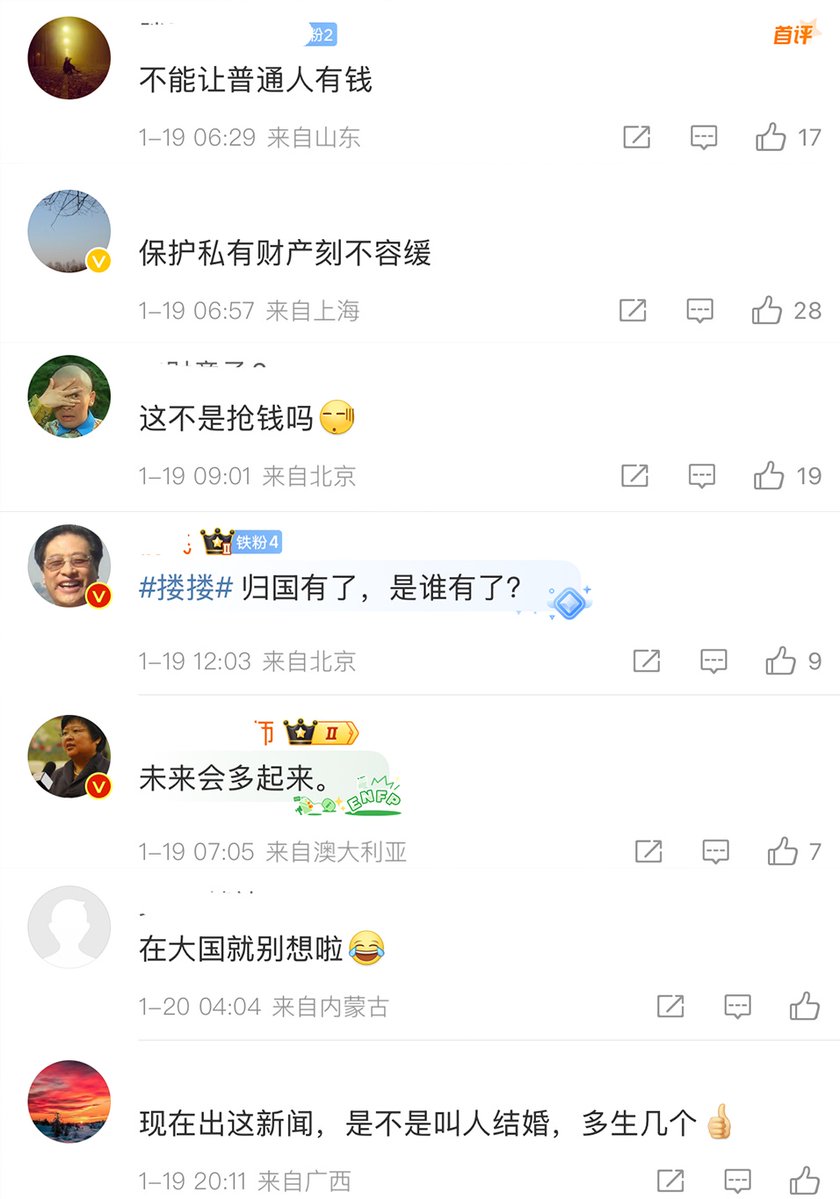 粉2
首评
不能让普通人有钱
1-19 06:29 来自山东
17
保护私有财产刻不容缓
1-19 06:57 来自上海
28
这不是抢钱吗
1-19 09:01 来自北京
19
II 铁粉4
#搂搂# 归国有了，是谁有了？
1-19 12:03 来自北京
9
II
未来会多起来。
ENFP
1-19 07:05 来自澳大利亚
7
在大国就别想啦😂
1-20 04:04 来自内蒙古
现在出这新闻，是不是叫人结婚，多生几个👍
1-19 20:11 来自广西